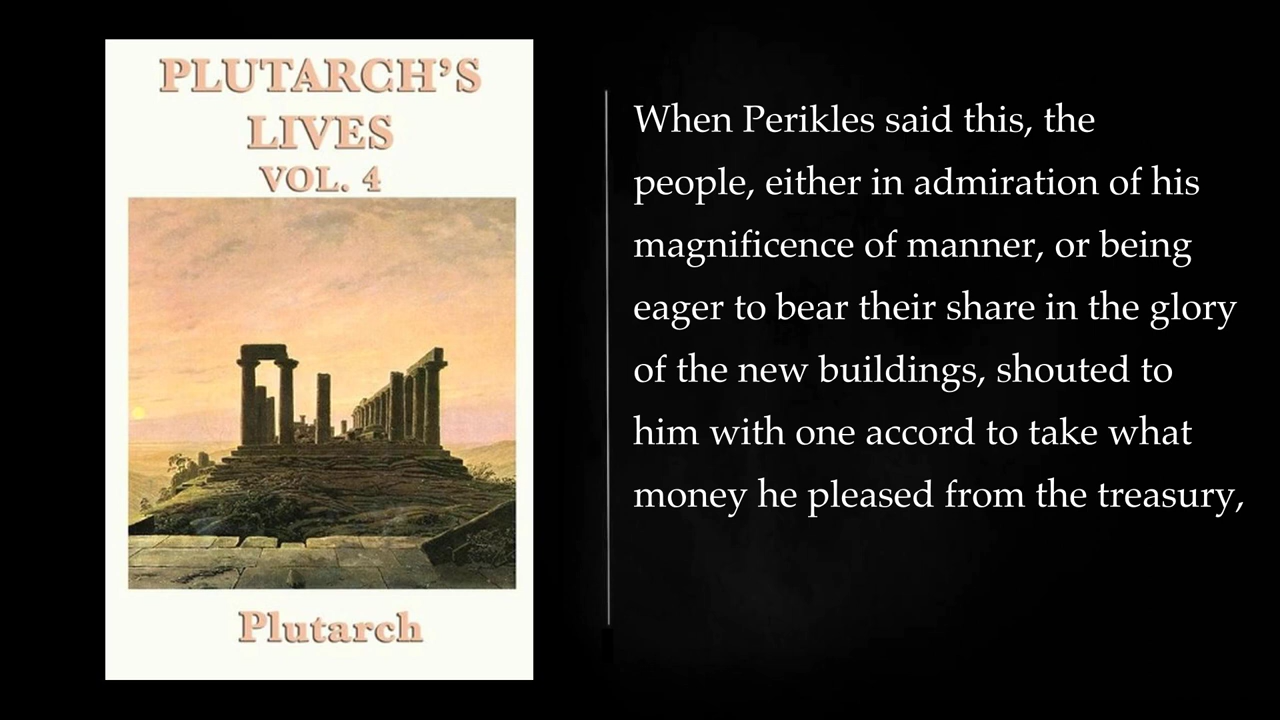 PLUTARCH'S
LIVES
VOL. 4
Plutarch
When Perikles said this, the
people, either in admiration of his
magnificence of manner, or being
eager to bear their share in the glory
of the new buildings, shouted to
him with one accord to take what
money he pleased from the treasury,